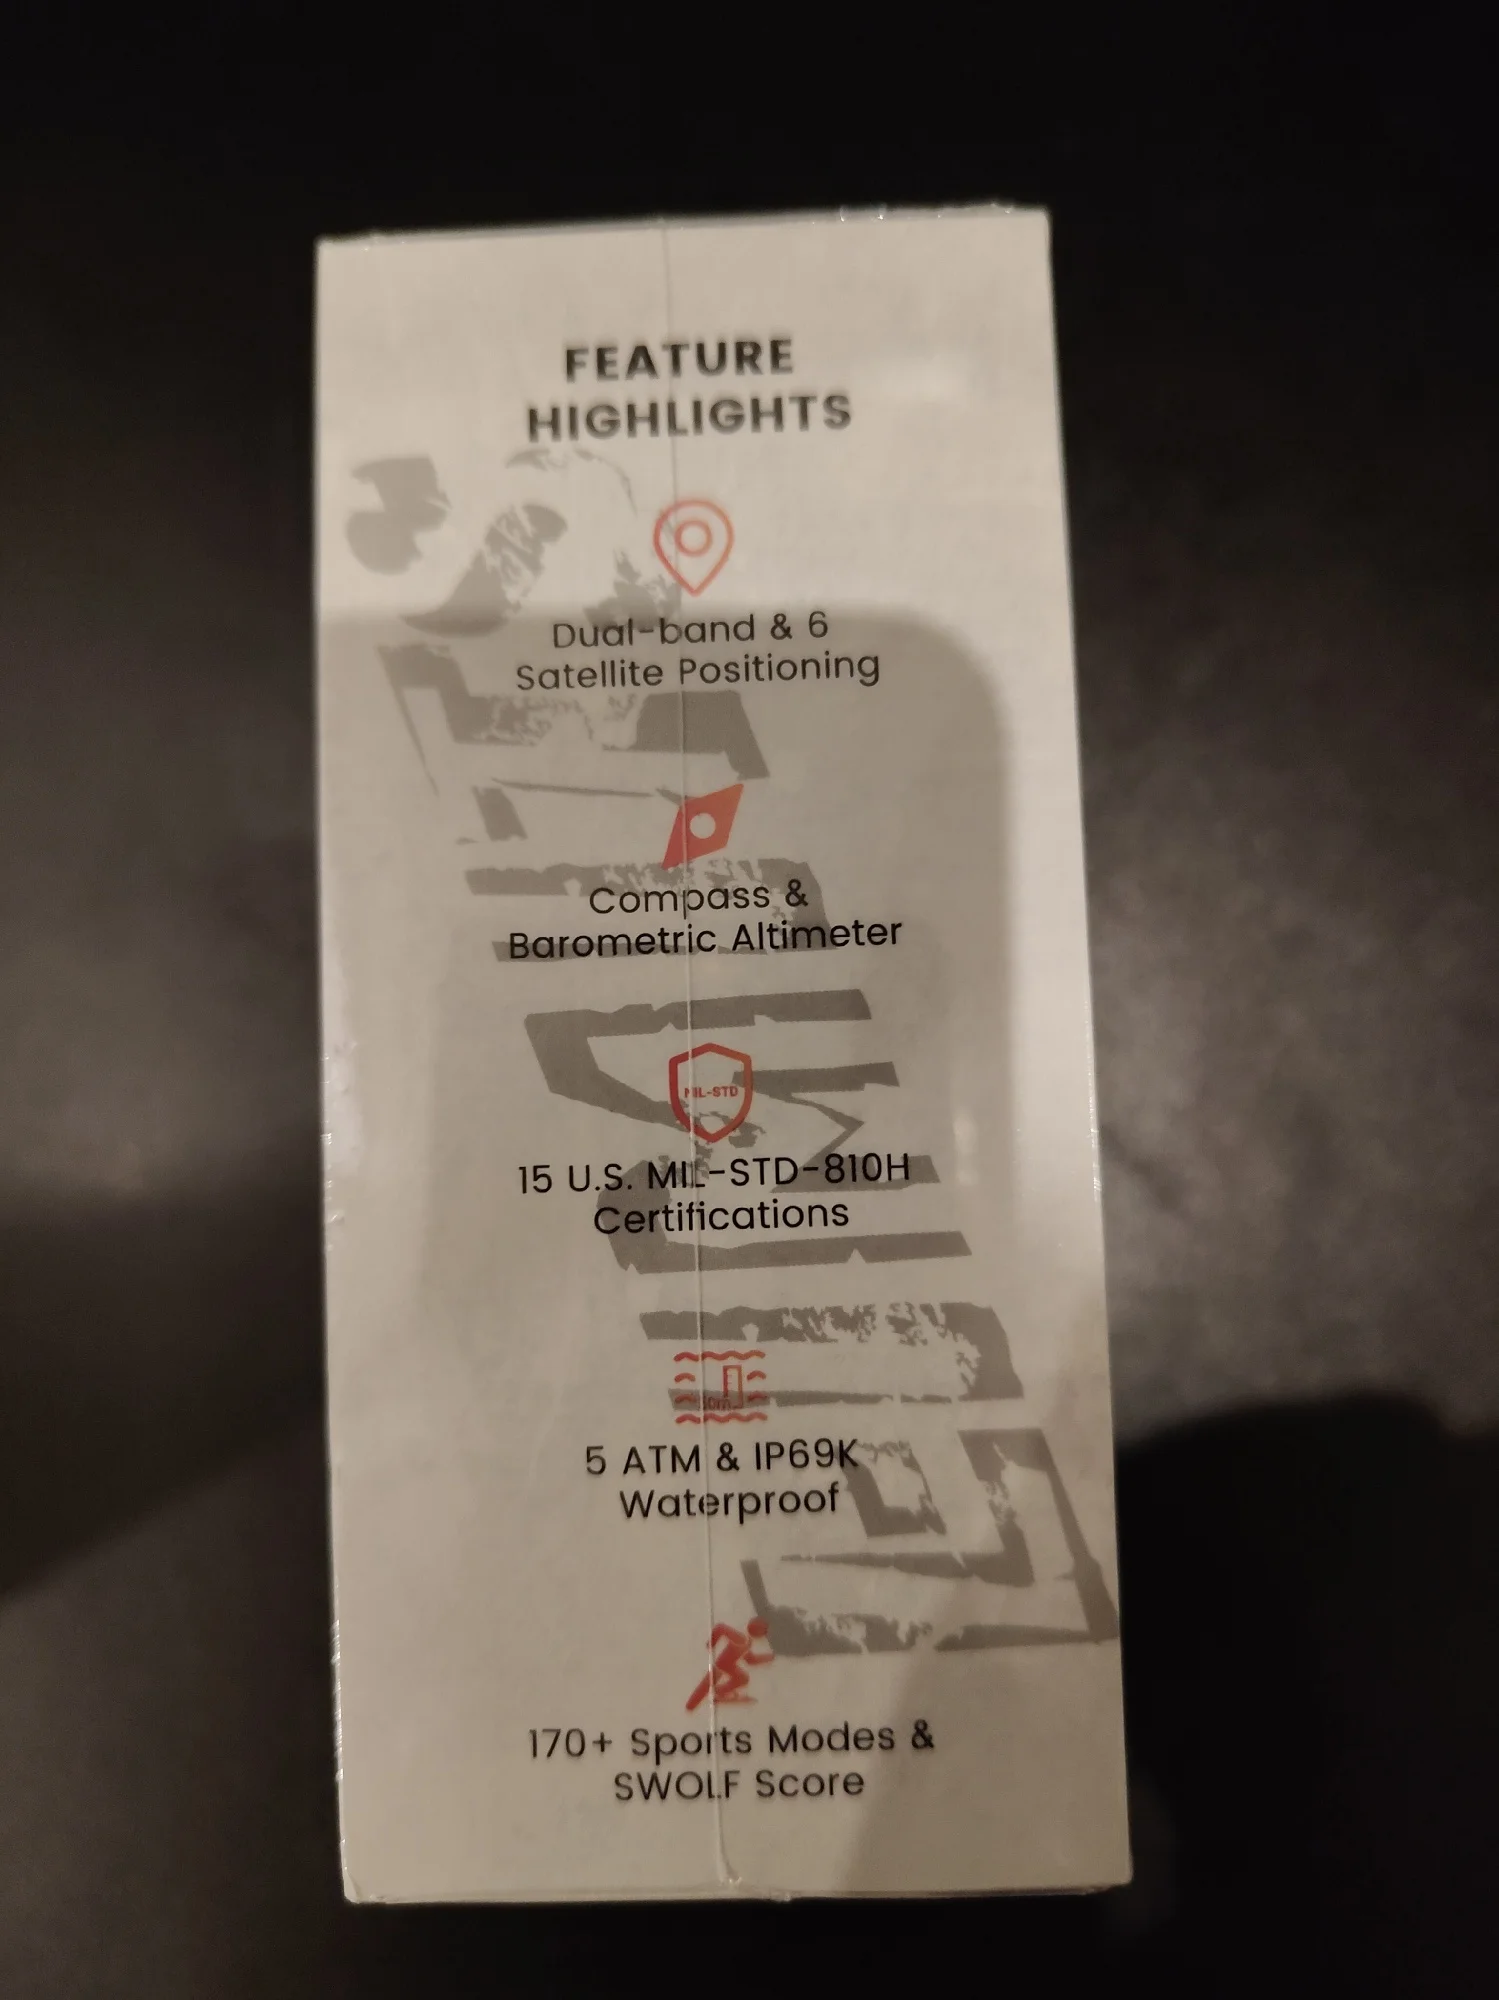 FEATURE
HIGHLIGHTS
Dual-band & 6
Satellite Positioning
Compass &
Barometric Altimeter
MIL-STD
15 U.S. MIL-STD-810H
Certifications
5 ATM & IP69K
Waterproof
170+ Sports Modes &
SWOLF Score